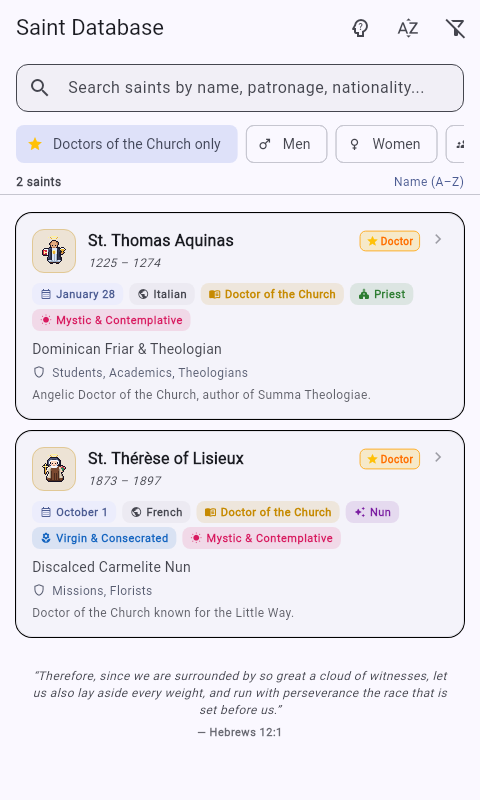 Saint Database
Search saints by name, patronage, nationality...
Doctors of the Church only
Men
Women
2 saints
Name (A–Z)
St. Thomas Aquinas
Doctor
1225 – 1274
January 28
Italian
Doctor of the Church
Priest
Mystic & Contemplative
Dominican Friar & Theologian
Students, Academics, Theologians
Angelic Doctor of the Church, author of Summa Theologiae.
St. Thérèse of Lisieux
Doctor
1873 – 1897
October 1
French
Doctor of the Church
Nun
Virgin & Consecrated
Mystic & Contemplative
Discalced Carmelite Nun
Missions, Florists
Doctor of the Church known for the Little Way.
“Therefore, since we are surrounded by so great a cloud of witnesses, let
us also lay aside every weight, and run with perseverance the race that is
set before us.”
— Hebrews 12:1